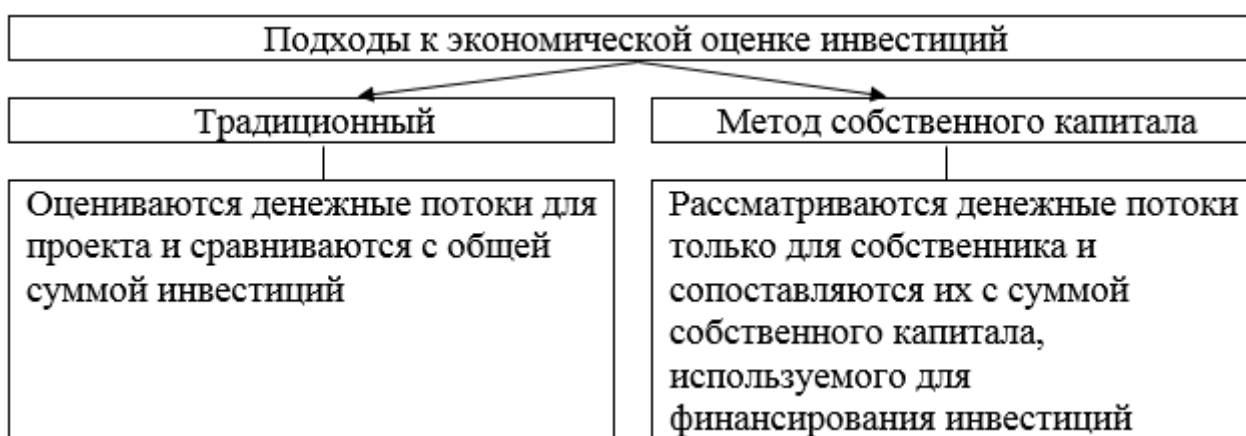 Подходы к экономической оценке инвестиций
Традиционный
Метод собственного капитала
Оцениваются денежные потоки для
проекта и сравниваются с общей
суммой инвестиций
Рассматриваются денежные потоки
только для собственника и
сопоставляются их с суммой
собственного капитала,
используемого для
финансирования инвестиций